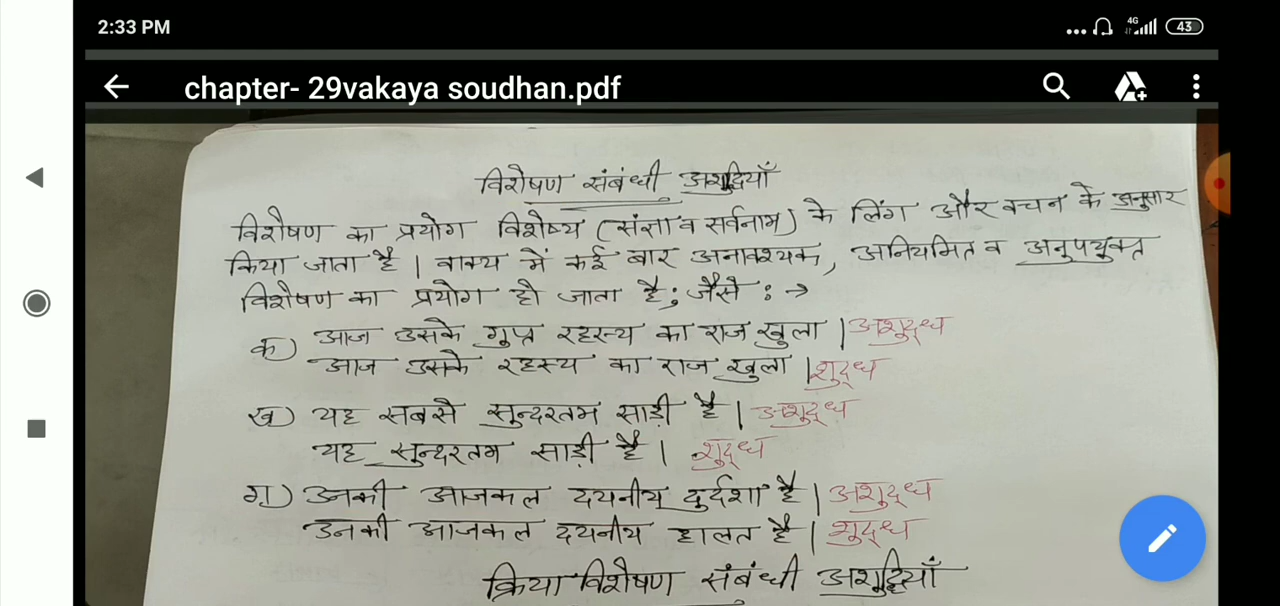 2:33 PM
4G
43
chapter- 29vakaya soudhan.pdf
विशेषण संबंधी अशुद्धियाँ
विशेषण का प्रयोग विशेष्य (संज्ञा व सर्वनाम) के लिंग और वचन के अनुसार
किया जाता है | वाक्य में कई बार अनावश्यक, अनियमित व अनुपयुक्त
विशेषण का प्रयोग हो जाता है; जैसे :→
क) आज उसके गुप्त रहस्य का राज खुला | अशुद्ध
आज उसके रहस्य का राज खुला | शुद्ध
ख) यह सबसे सुन्दरतम साड़ी है | अशुद्ध
यह सुन्दरतम साड़ी है | शुद्ध
ग) उनकी आजकल दयनीय दुर्दशा है | अशुद्ध
उनकी आजकल दयनीय हालत है | शुद्ध
क्रिया विशेषण संबंधी अशुद्धियाँ